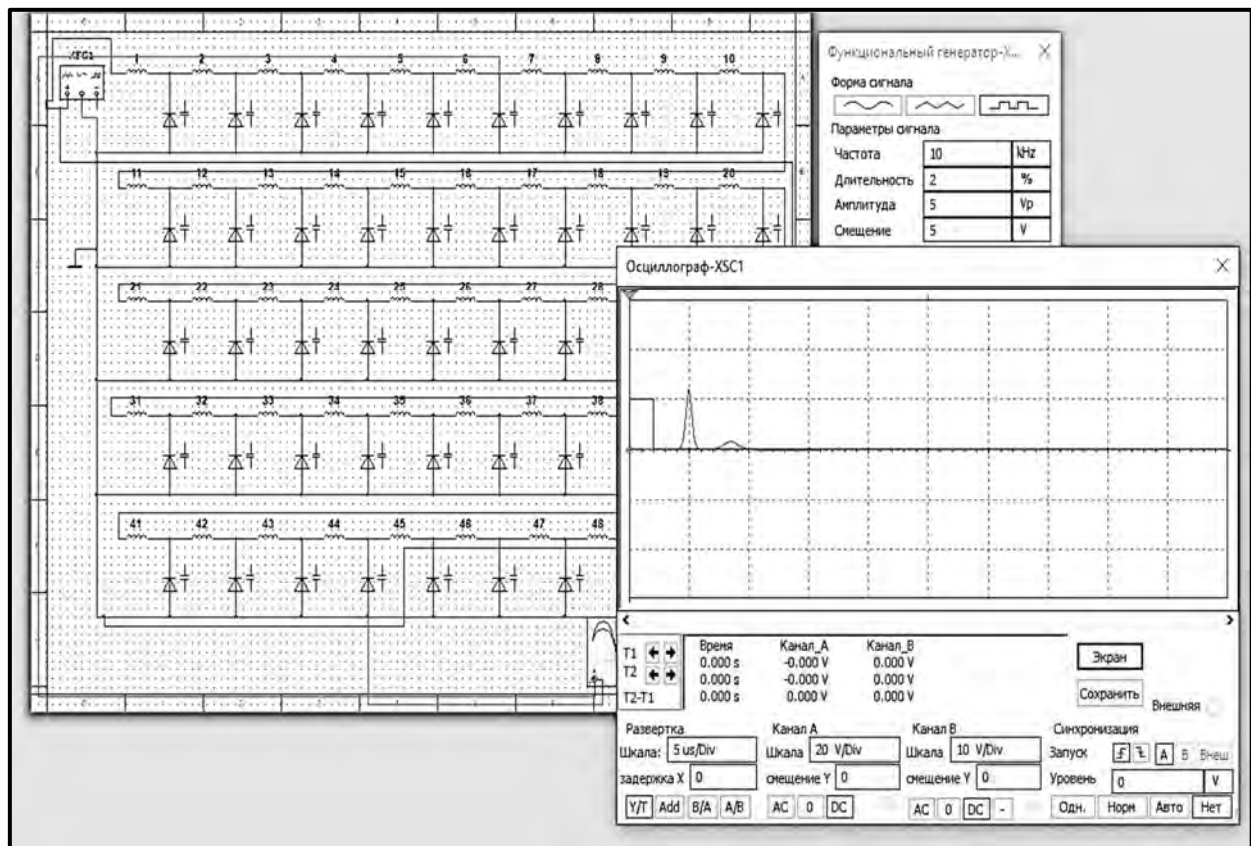 XFG1
1 2 3 4 5 6 7 8 9 10
11 12 13 14 15 16 17 18 19 20
21 22 23 24 25 26 27 28
31 32 33 34 35 36 37 38
41 42 43 44 45 46 47 48
Функциональный генератор-X...
Форма сигнала
Параметры сигнала
Частота 10 kHz
Длительность 2 %
Амплитуда 5 Vp
Смещение 5 V
Осциллограф-XSC1
Время Канал_A Канал_B
T1 0.000 s -0.000 V 0.000 V
T2 0.000 s -0.000 V 0.000 V
T2-T1 0.000 s 0.000 V 0.000 V
Экран
Сохранить
Внешняя
Развертка Канал A Канал B Синхронизация
Шкала: 5 us/Div Шкала 20 V/Div Шкала 10 V/Div Запуск A B Внеш
задержка X 0 смещение Y 0 смещение Y 0 Уровень 0 V
Y/T Add B/A A/B AC 0 DC AC 0 DC - Одн. Норм Авто Нет